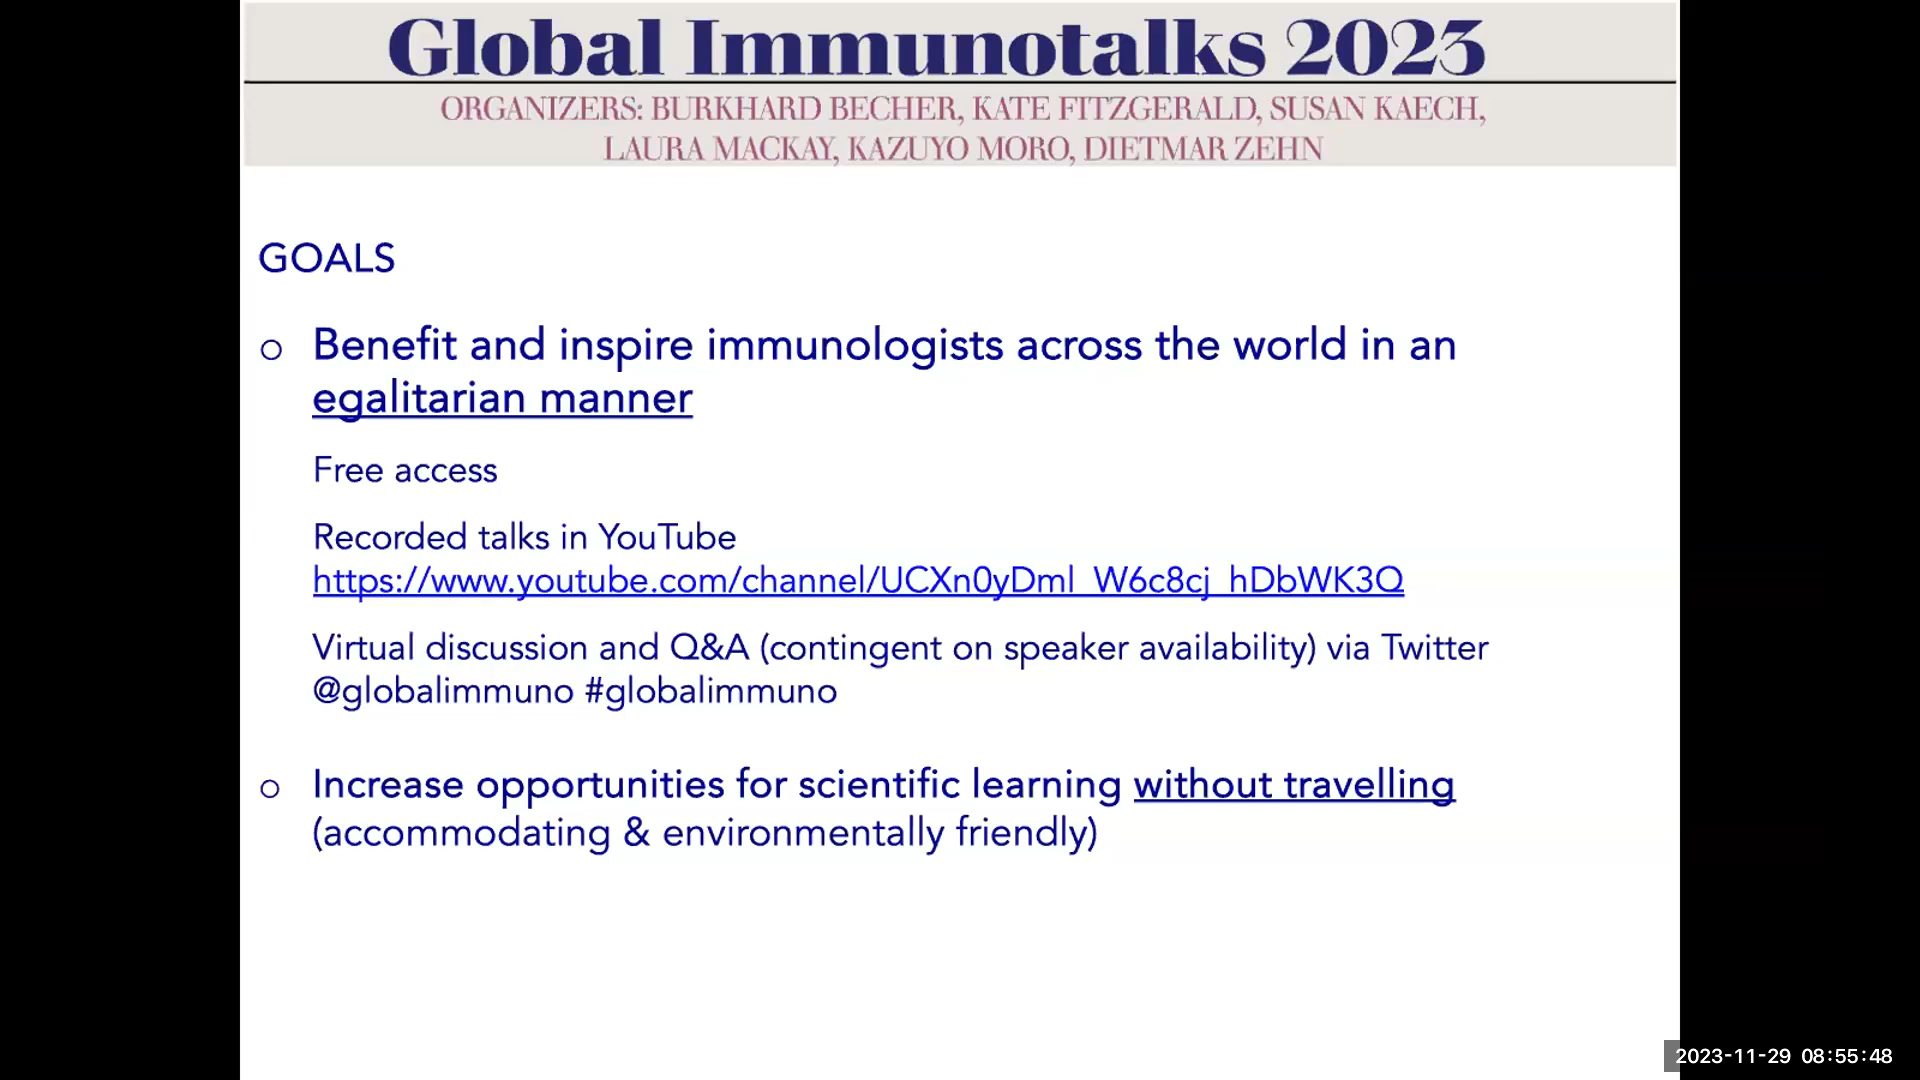 Global Immunotalks 2023
ORGANIZERS: BURKHARD BECHER, KATE FITZGERALD, SUSAN KAECH,
LAURA MACKAY, KAZUYO MORO, DIETMAR ZEHN
GOALS
○ Benefit and inspire immunologists across the world in an
egalitarian manner
Free access
Recorded talks in YouTube
https://www.youtube.com/channel/UCXn0yDml_W6c8cj_hDbWK3Q
Virtual discussion and Q&A (contingent on speaker availability) via Twitter
@globalimmuno #globalimmuno
○ Increase opportunities for scientific learning without travelling
(accommodating & environmentally friendly)
2023-11-29 08:55:48